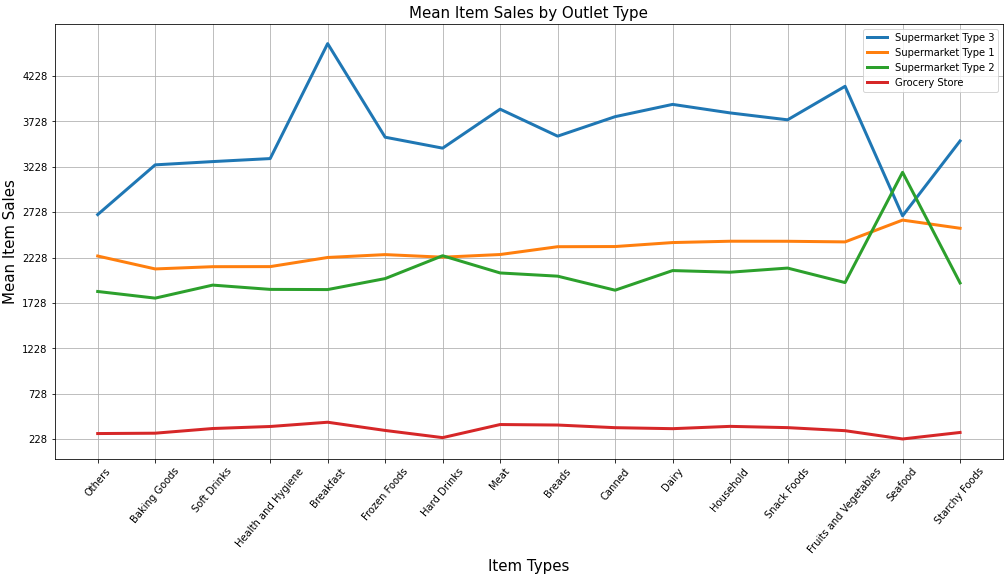 Mean Item Sales by Outlet Type
Supermarket Type 3
Supermarket Type 1
Supermarket Type 2
Grocery Store
Mean Item Sales
4228
3728
3228
2728
2228
1728
1228
728
228
Others
Baking Goods
Soft Drinks
Health and Hygiene
Breakfast
Frozen Foods
Hard Drinks
Meat
Breads
Canned
Dairy
Household
Snack Foods
Fruits and Vegetables
Seafood
Starchy Foods
Item Types